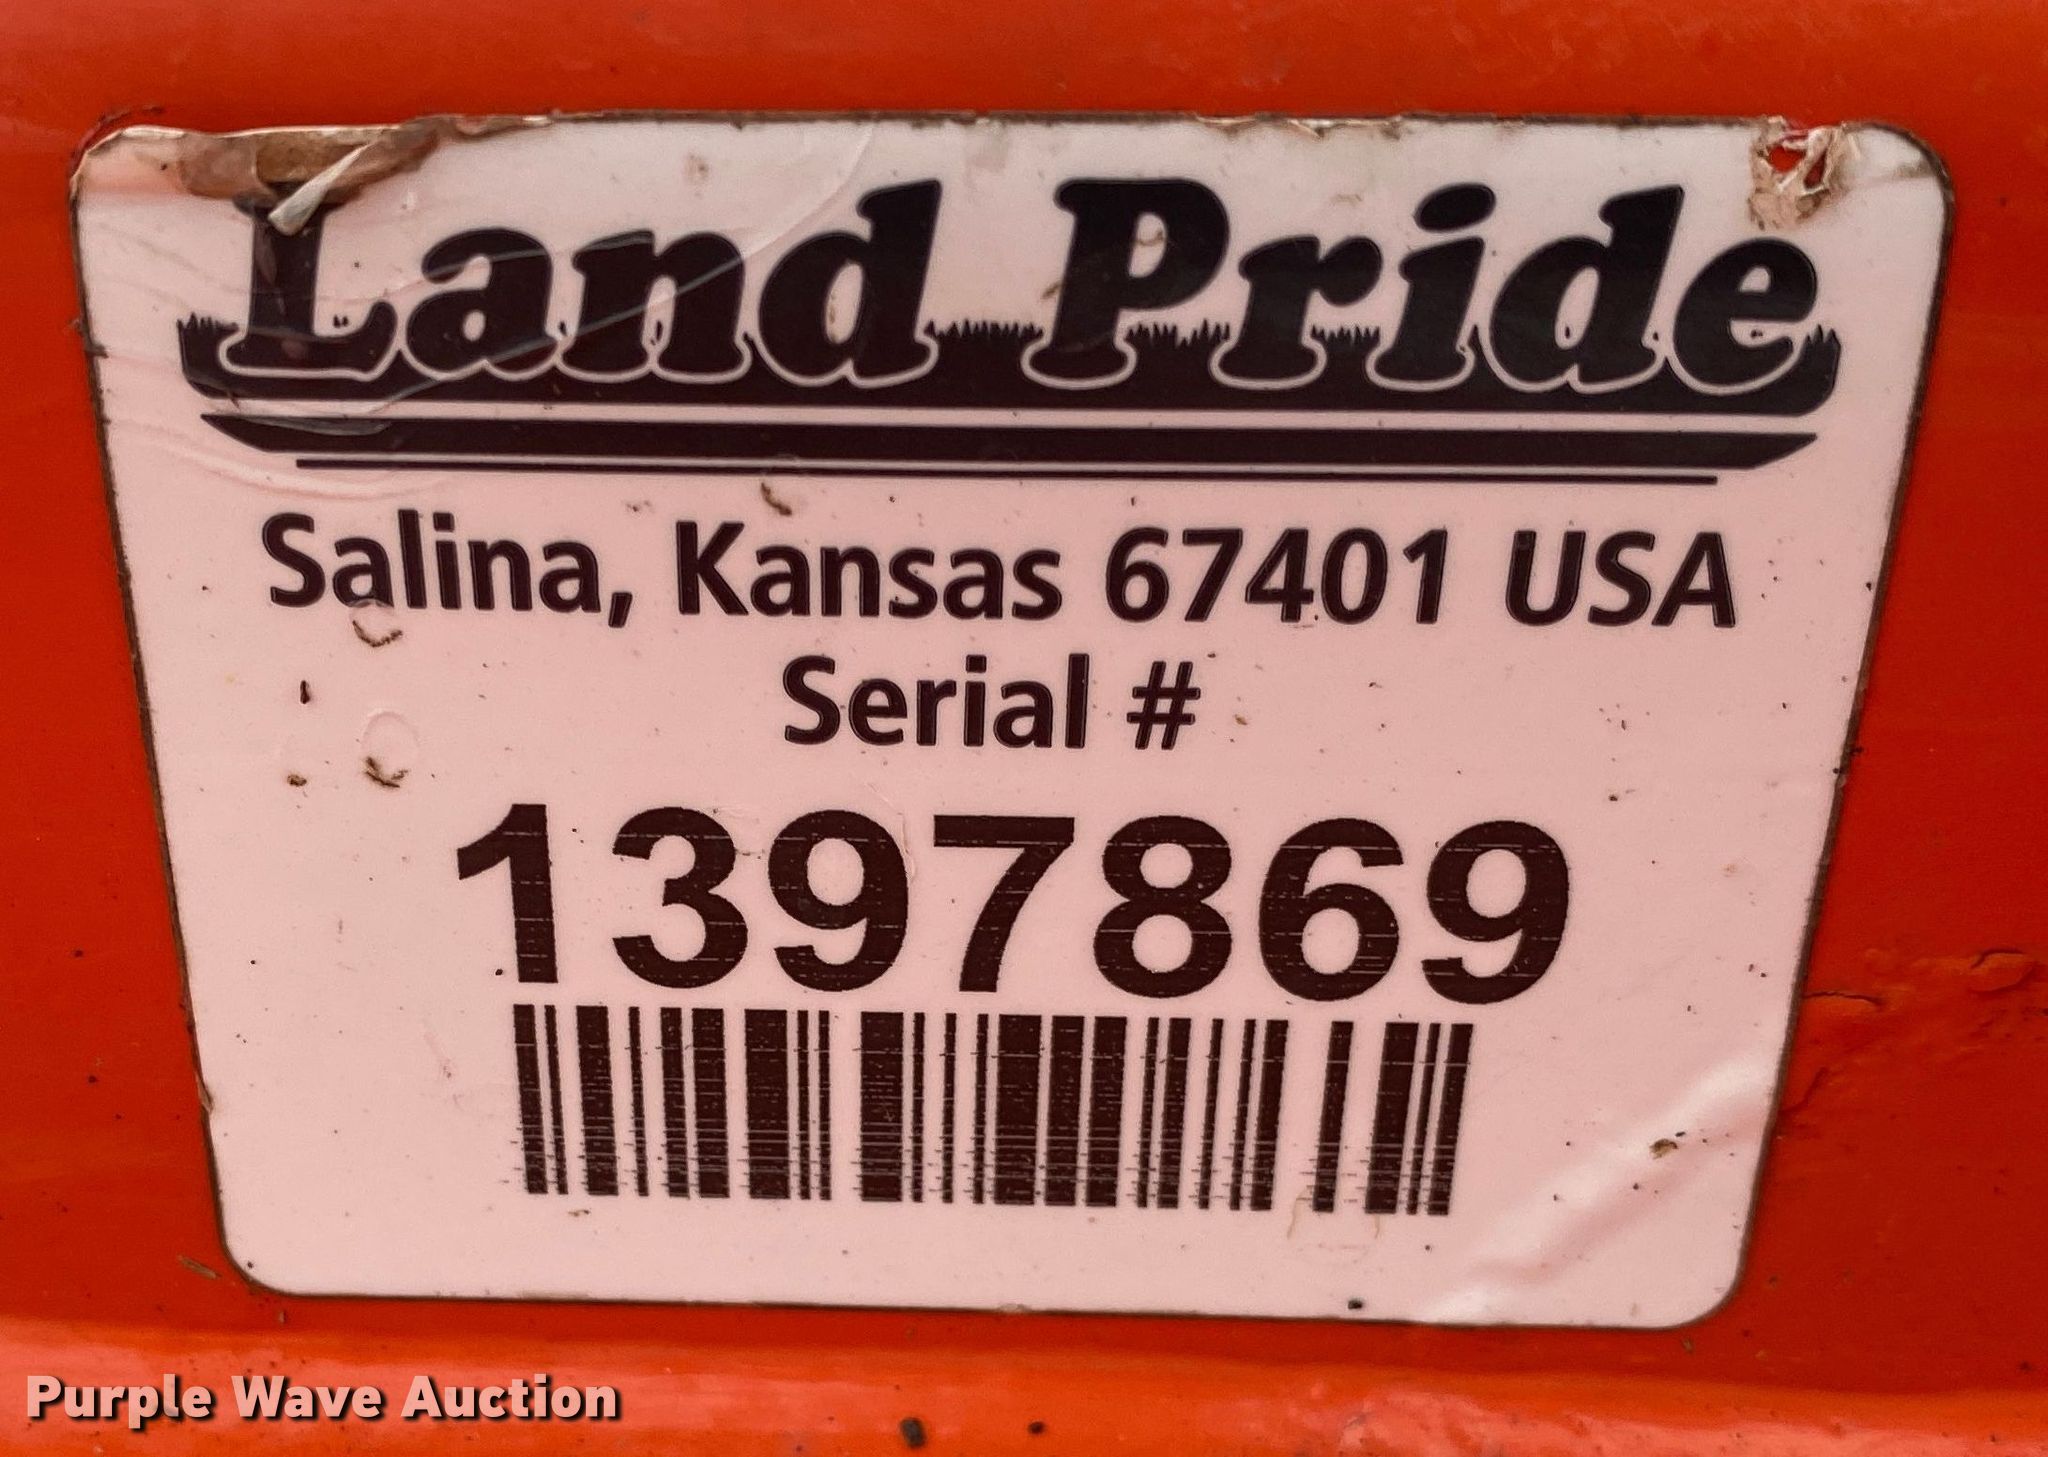 Land Pride
Salina, Kansas 67401 USA
Serial #
1397869
Purple Wave Auction